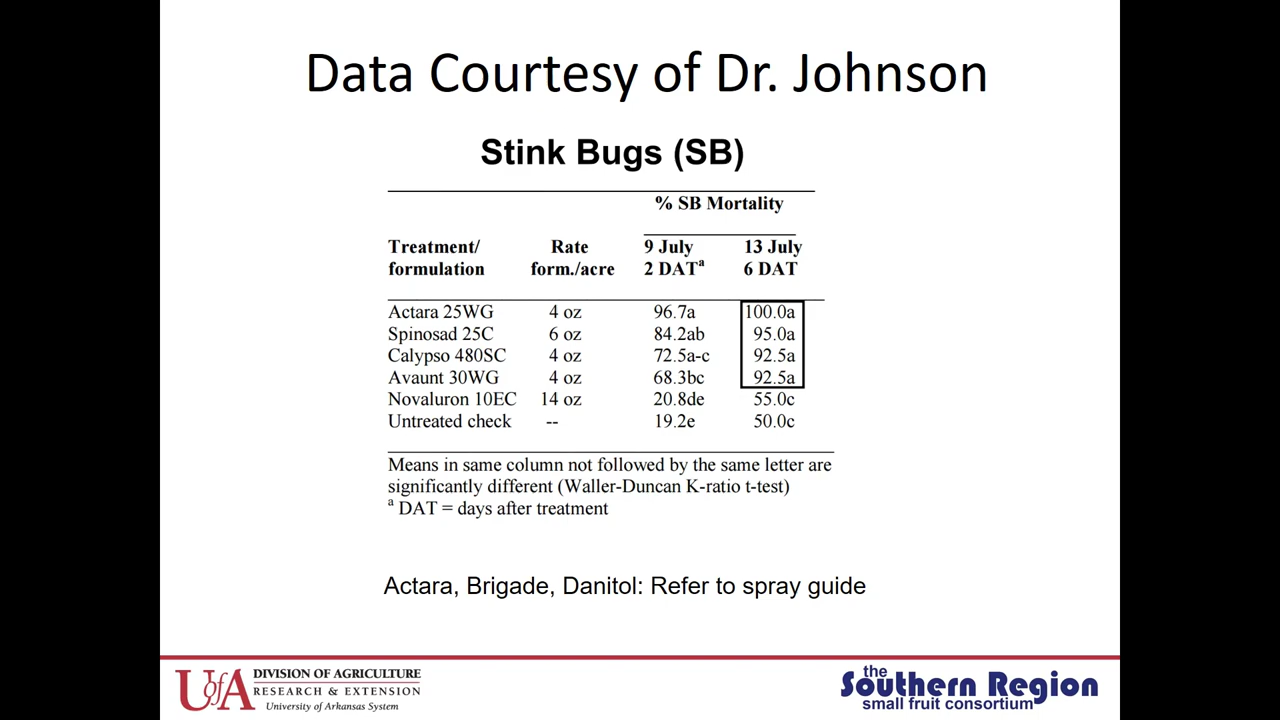 Data Courtesy of Dr. Johnson
Stink Bugs (SB)
% SB Mortality
Treatment/ Rate 9 July 13 July
formulation form./acre 2 DATᵃ 6 DAT
Actara 25WG 4 oz 96.7a 100.0a
Spinosad 25C 6 oz 84.2ab 95.0a
Calypso 480SC 4 oz 72.5a-c 92.5a
Avaunt 30WG 4 oz 68.3bc 92.5a
Novaluron 10EC 14 oz 20.8de 55.0c
Untreated check -- 19.2e 50.0c
Means in same column not followed by the same letter are
significantly different (Waller-Duncan K-ratio t-test)
ᵃ DAT = days after treatment
Actara, Brigade, Danitol: Refer to spray guide
UofA DIVISION OF AGRICULTURE
RESEARCH & EXTENSION
University of Arkansas System
the
Southern Region
small fruit consortium